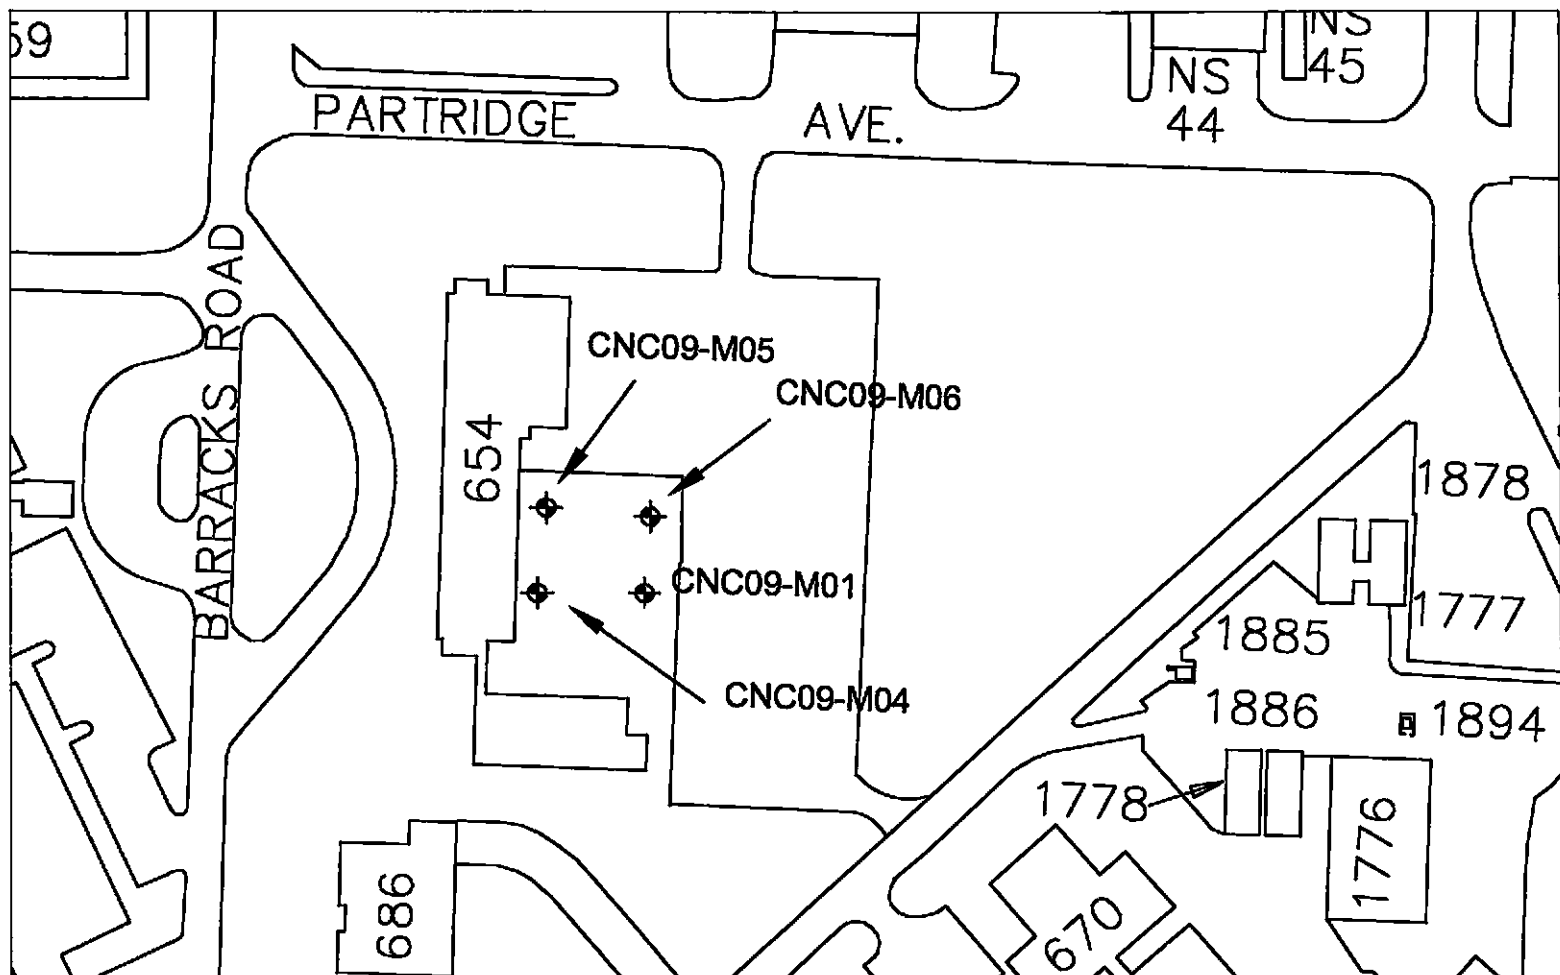 59
NS
45
NS
44
PARTRIDGE AVE.
BARRACKS ROAD
CNC09-M05
CNC09-M06
654
1878
CNC09-M01
1777
1885
CNC09-M04
1886
1894
1778
1776
686
670